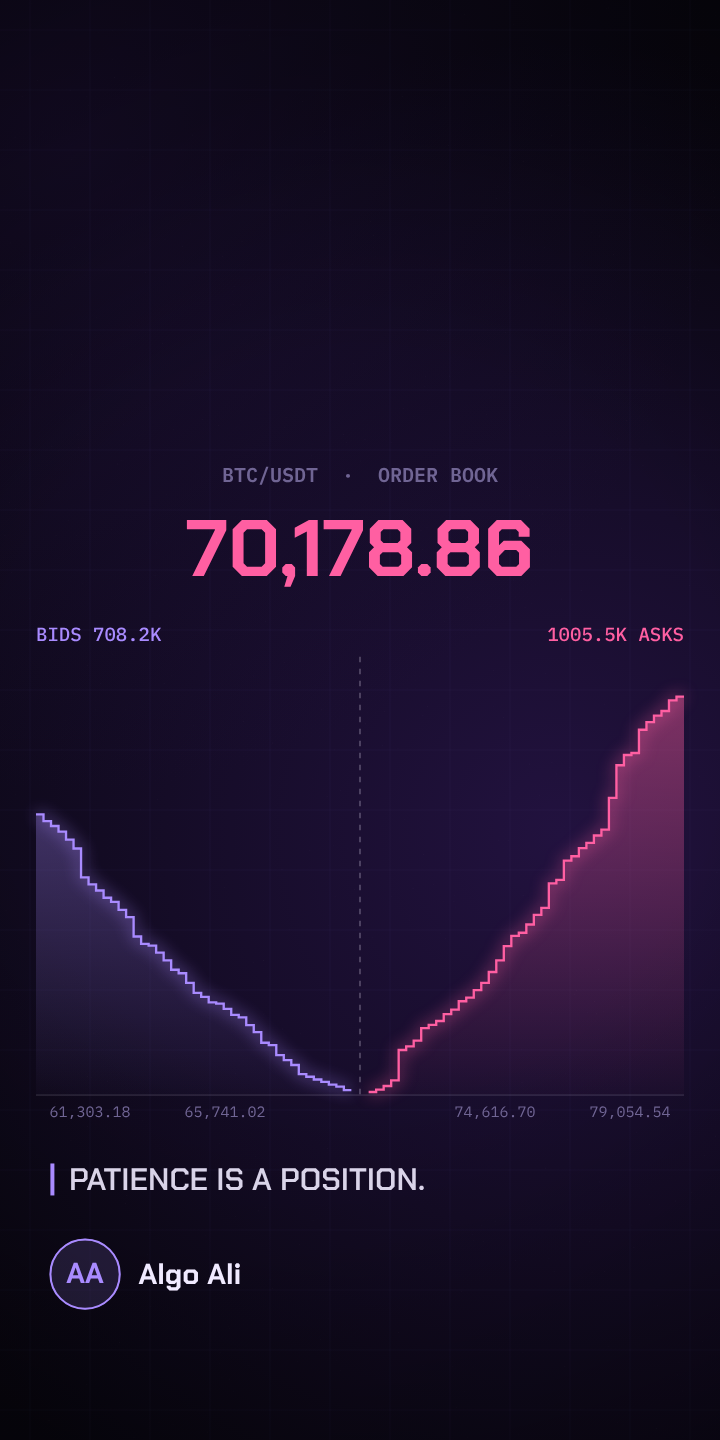 BTC/USDT · ORDER BOOK
70,178.86
BIDS 708.2K 1005.5K ASKS
61,303.18 65,741.02 74,616.70 79,054.54
PATIENCE IS A POSITION.
AA Algo Ali